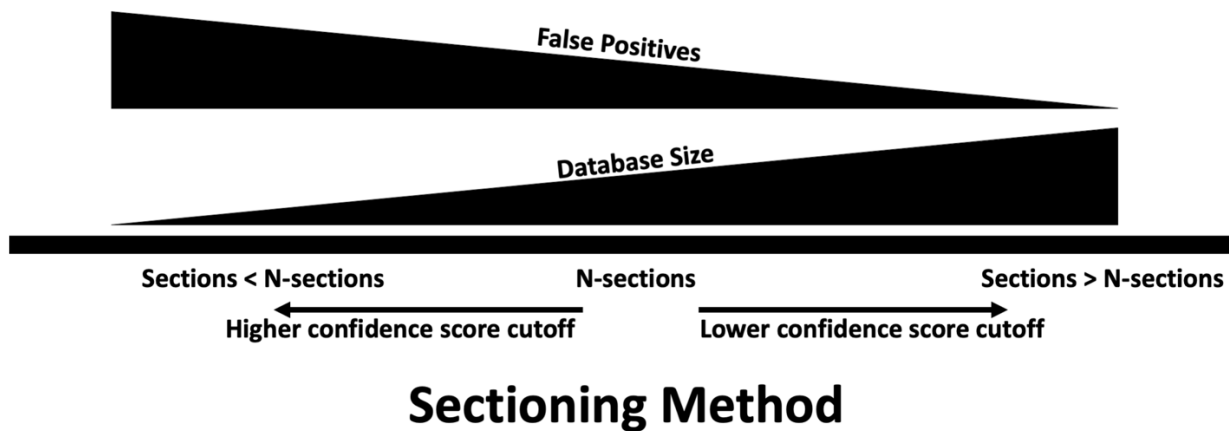 False Positives
Database Size
Sections < N-sections N-sections Sections > N-sections
Higher confidence score cutoff Lower confidence score cutoff
Sectioning Method